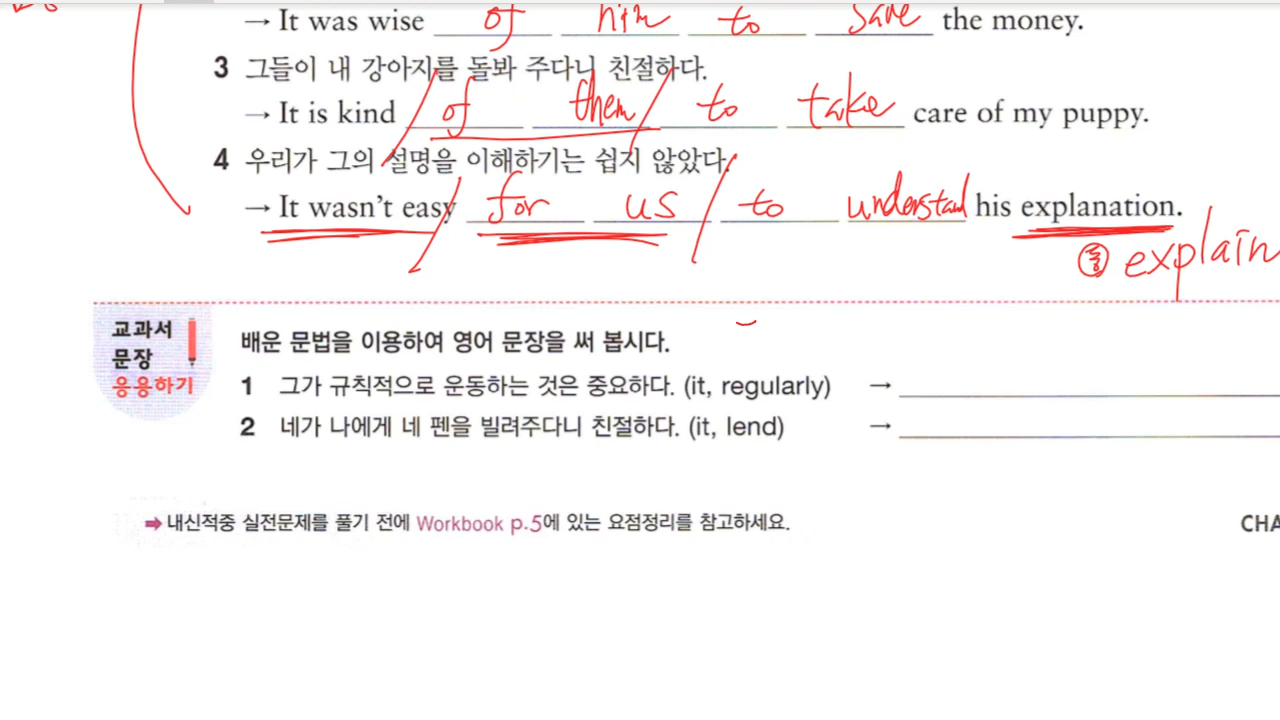 → It was wise of him to save the money.
3 그들이 내 강아지를 돌봐 주다니 친절하다.
→ It is kind of them to take care of my puppy.
4 우리가 그의 설명을 이해하기는 쉽지 않았다.
→ It wasn't easy for us to understand his explanation.
explain
교과서
문장
응용하기
배운 문법을 이용하여 영어 문장을 써 봅시다.
1 그가 규칙적으로 운동하는 것은 중요하다. (it, regularly) →
2 네가 나에게 네 펜을 빌려주다니 친절하다. (it, lend) →
➡ 내신적중 실전문제를 풀기 전에 Workbook p.5에 있는 요점정리를 참고하세요.
CHA